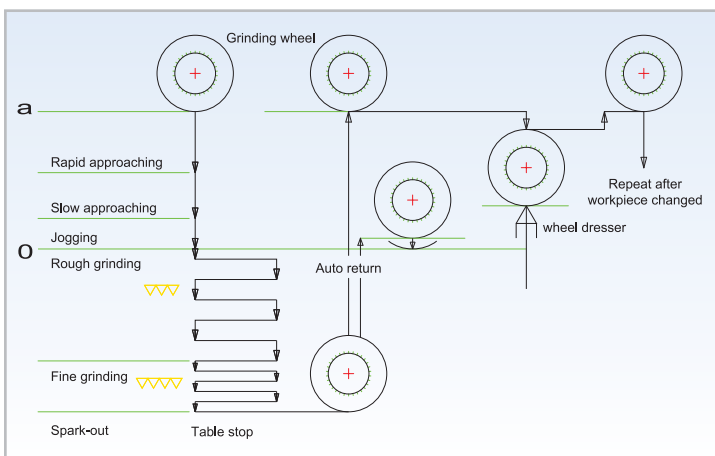 Grinding wheel
a
Rapid approaching
Slow approaching
Jogging
0
Rough grinding
Fine grinding
Spark-out
Table stop
Auto return
wheel dresser
Repeat after
workpiece changed